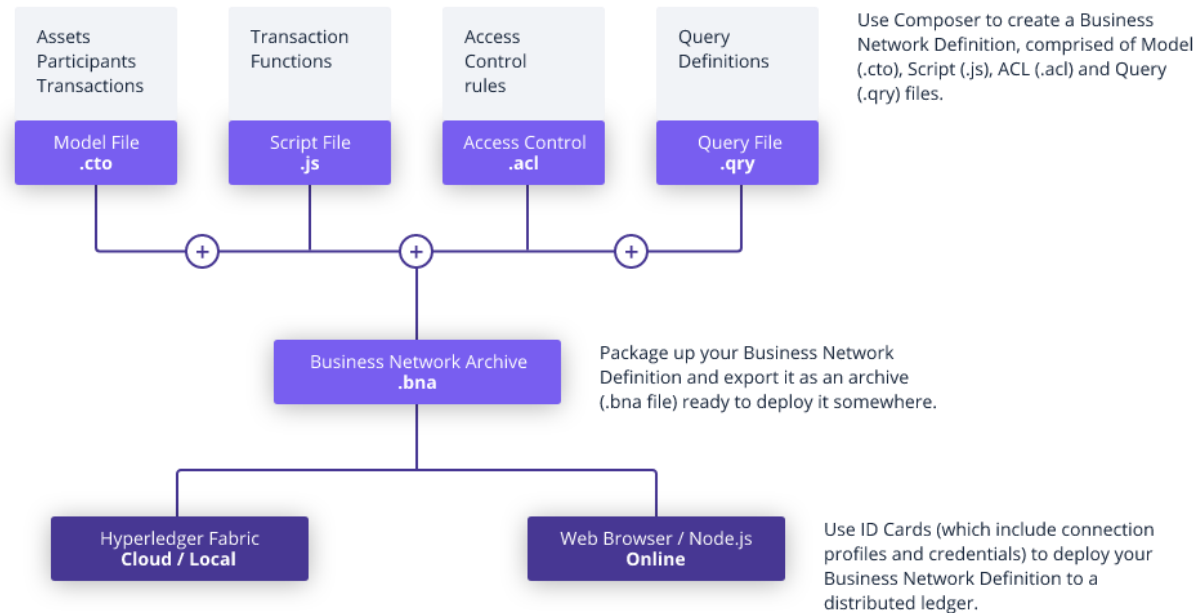 Assets
Participants
Transactions
Transaction
Functions
Access
Control
rules
Query
Definitions
Use Composer to create a Business
Network Definition, comprised of Model
(.cto), Script (.js), ACL (.acl) and Query
(.qry) files.
Model File
.cto
Script File
.js
Access Control
.acl
Query File
.qry
+
+
+
Business Network Archive
.bna
Package up your Business Network
Definition and export it as an archive
(.bna file) ready to deploy it somewhere.
Hyperledger Fabric
Cloud / Local
Web Browser / Node.js
Online
Use ID Cards (which include connection
profiles and credentials) to deploy your
Business Network Definition to a
distributed ledger.